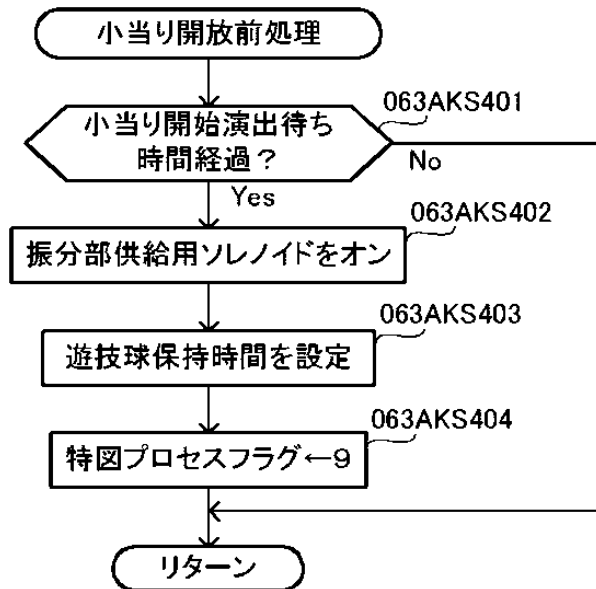 小当り開放前処理
063AKS401
小当り開始演出待ち
時間経過？
No
Yes
063AKS402
振分部供給用ソレノイドをオン
063AKS403
遊技球保持時間を設定
063AKS404
特図プロセスフラグ←９
リターン